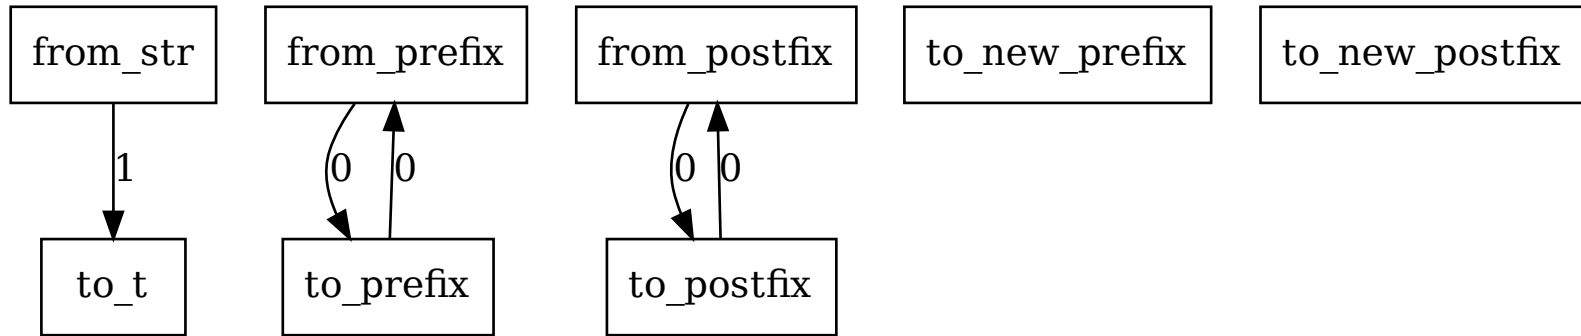 from_str
from_prefix
from_postfix
to_new_prefix
to_new_postfix
1
0
0
0
0
to_t
to_prefix
to_postfix